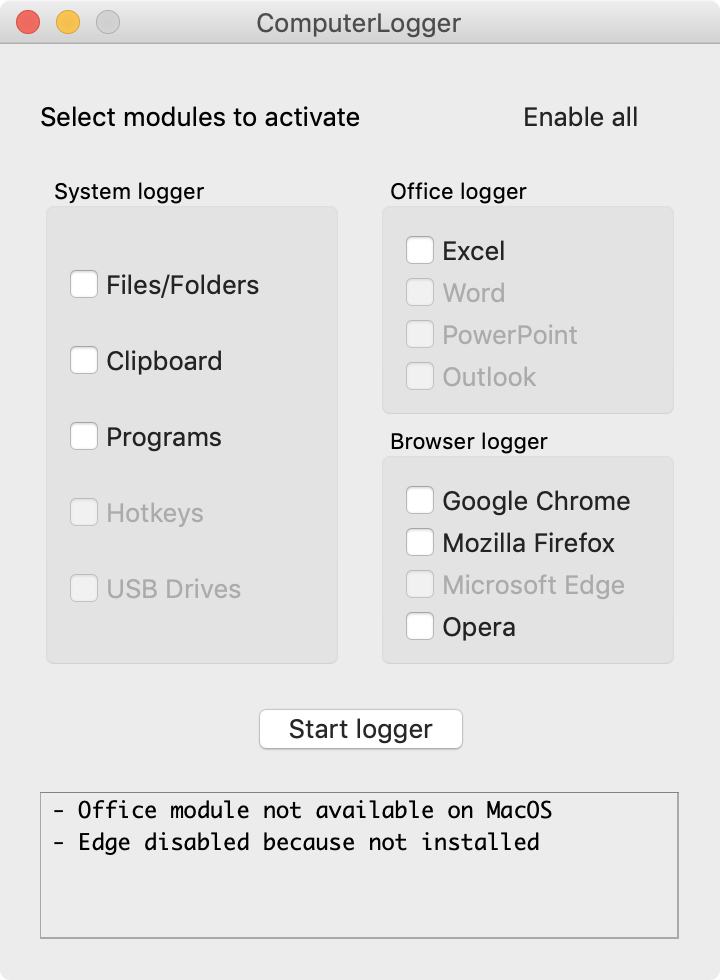 ComputerLogger
Select modules to activate
Enable all
System logger
Files/Folders
Clipboard
Programs
Hotkeys
USB Drives
Office logger
Excel
Word
PowerPoint
Outlook
Browser logger
Google Chrome
Mozilla Firefox
Microsoft Edge
Opera
Start logger
- Office module not available on MacOS
- Edge disabled because not installed